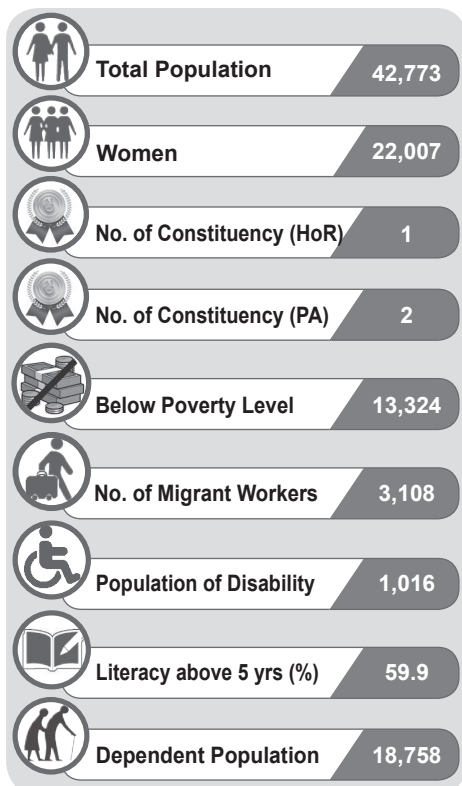 Total Population 42,773
Women 22,007
No. of Constituency (HoR) 1
No. of Constituency (PA) 2
Below Poverty Level 13,324
No. of Migrant Workers 3,108
Population of Disability 1,016
Literacy above 5 yrs (%) 59.9
Dependent Population 18,758